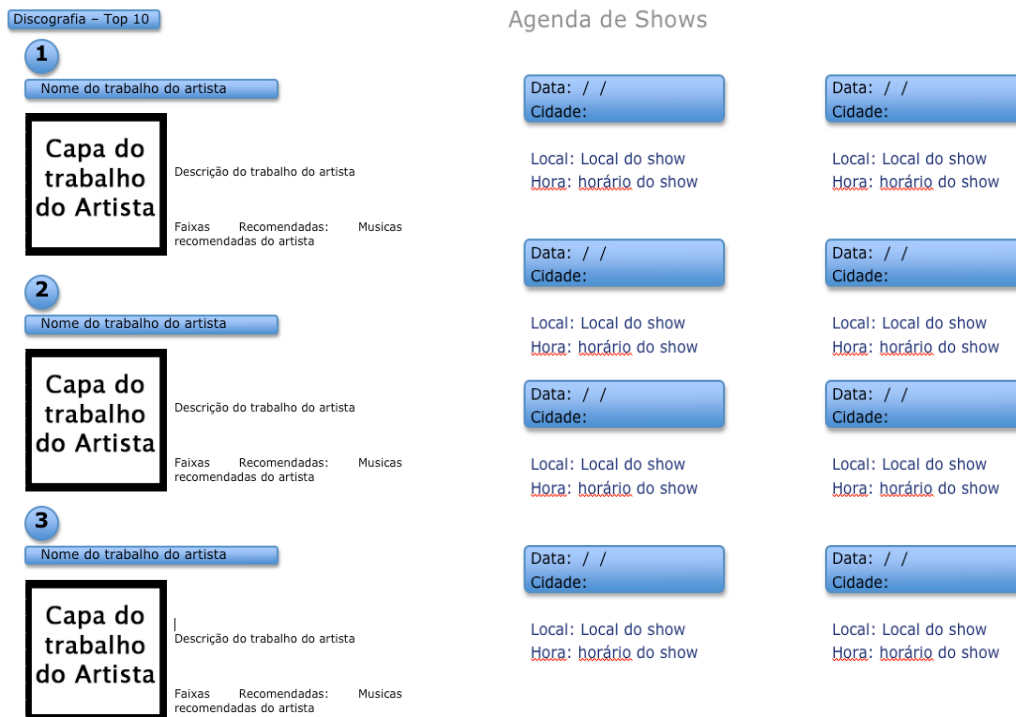 Discografia – Top 10
1
Nome do trabalho do artista
Capa do
trabalho
do Artista
Descrição do trabalho do artista
Faixas Recomendadas: Musicas
recomendadas do artista
2
Nome do trabalho do artista
Capa do
trabalho
do Artista
Descrição do trabalho do artista
Faixas Recomendadas: Musicas
recomendadas do artista
3
Nome do trabalho do artista
Capa do
trabalho
do Artista
Descrição do trabalho do artista
Faixas Recomendadas: Musicas
recomendadas do artista
Agenda de Shows
Data: / /
Cidade:
Local: Local do show
Hora: horário do show
Data: / /
Cidade:
Local: Local do show
Hora: horário do show
Data: / /
Cidade:
Local: Local do show
Hora: horário do show
Data: / /
Cidade:
Local: Local do show
Hora: horário do show
Data: / /
Cidade:
Local: Local do show
Hora: horário do show
Data: / /
Cidade:
Local: Local do show
Hora: horário do show
Data: / /
Cidade:
Local: Local do show
Hora: horário do show
Data: / /
Cidade:
Local: Local do show
Hora: horário do show